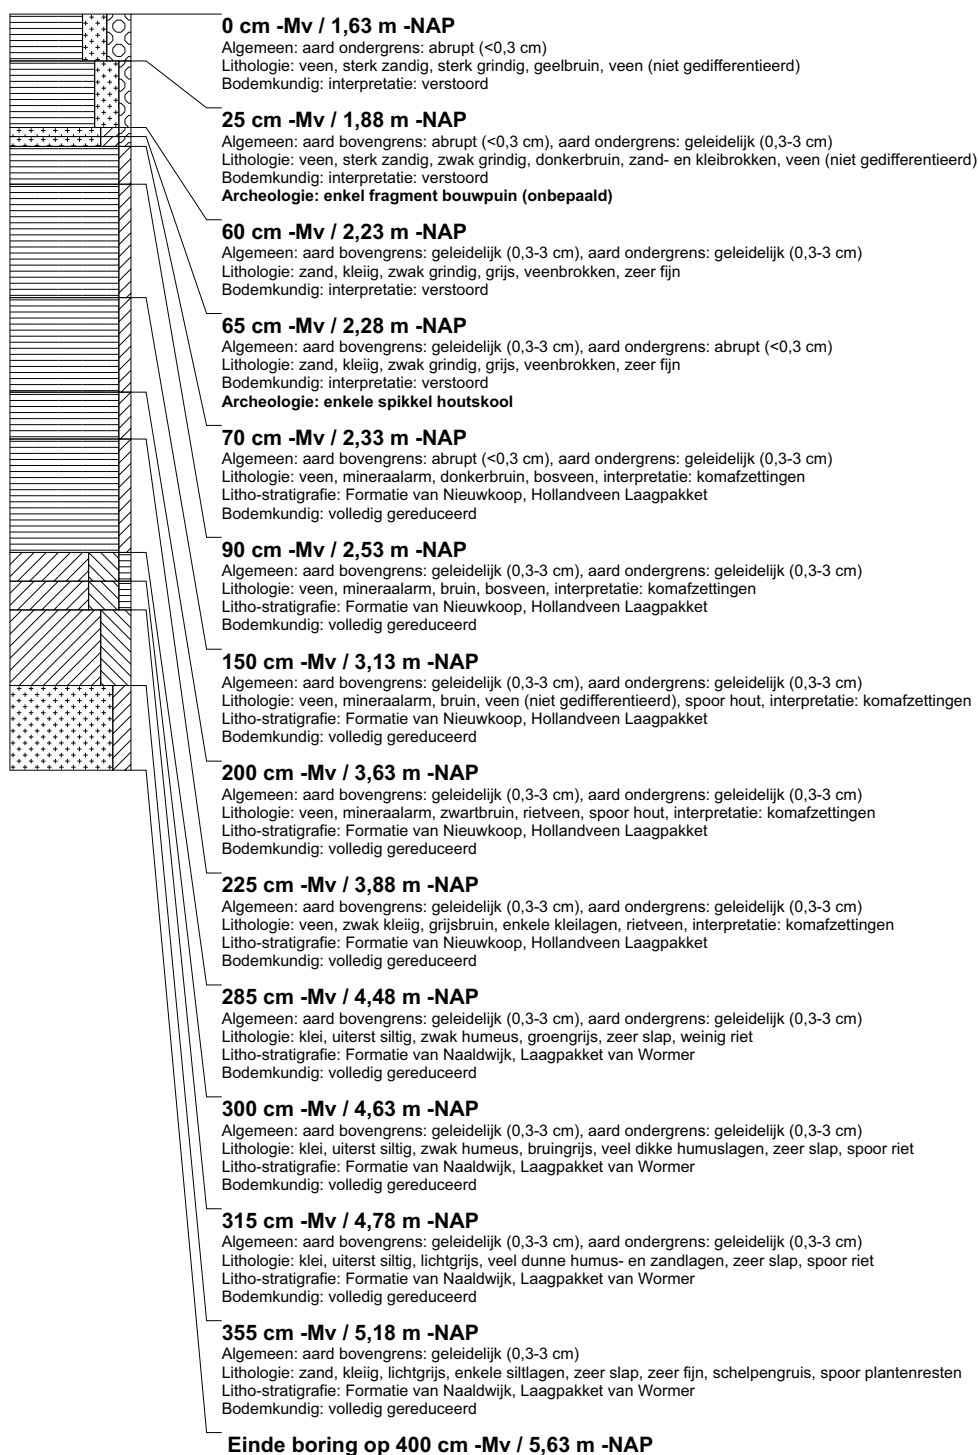 0 cm -Mv / 1,63 m -NAP
Algemeen: aard ondergrens: abrupt (<0,3 cm)
Lithologie: veen, sterk zandig, sterk grindig, geelbruin, veen (niet gedifferentieerd)
Bodemkundig: interpretatie: verstoord
25 cm -Mv / 1,88 m -NAP
Algemeen: aard bovengrens: abrupt (<0,3 cm), aard ondergrens: geleidelijk (0,3-3 cm)
Lithologie: veen, sterk zandig, zwak grindig, donkerbruin, zand- en kleibrokken, veen (niet gedifferentieerd)
Bodemkundig: interpretatie: verstoord
Archeologie: enkel fragment bouwpuin (onbepaald)
60 cm -Mv / 2,23 m -NAP
Algemeen: aard bovengrens: geleidelijk (0,3-3 cm), aard ondergrens: geleidelijk (0,3-3 cm)
Lithologie: zand, kleiig, zwak grindig, grijs, veenbrokken, zeer fijn
Bodemkundig: interpretatie: verstoord
65 cm -Mv / 2,28 m -NAP
Algemeen: aard bovengrens: geleidelijk (0,3-3 cm), aard ondergrens: abrupt (<0,3 cm)
Lithologie: zand, kleiig, zwak grindig, grijs, veenbrokken, zeer fijn
Bodemkundig: interpretatie: verstoord
Archeologie: enkele spikkel houtskool
70 cm -Mv / 2,33 m -NAP
Algemeen: aard bovengrens: abrupt (<0,3 cm), aard ondergrens: geleidelijk (0,3-3 cm)
Lithologie: veen, mineraalarm, donkerbruin, bosveen, interpretatie: komafzettingen
Litho-stratigrafie: Formatie van Nieuwkoop, Hollandveen Laagpakket
Bodemkundig: volledig gereduceerd
90 cm -Mv / 2,53 m -NAP
Algemeen: aard bovengrens: geleidelijk (0,3-3 cm), aard ondergrens: geleidelijk (0,3-3 cm)
Lithologie: veen, mineraalarm, bruin, bosveen, interpretatie: komafzettingen
Litho-stratigrafie: Formatie van Nieuwkoop, Hollandveen Laagpakket
Bodemkundig: volledig gereduceerd
150 cm -Mv / 3,13 m -NAP
Algemeen: aard bovengrens: geleidelijk (0,3-3 cm), aard ondergrens: geleidelijk (0,3-3 cm)
Lithologie: veen, mineraalarm, bruin, veen (niet gedifferentieerd), spoor hout, interpretatie: komafzettingen
Litho-stratigrafie: Formatie van Nieuwkoop, Hollandveen Laagpakket
Bodemkundig: volledig gereduceerd
200 cm -Mv / 3,63 m -NAP
Algemeen: aard bovengrens: geleidelijk (0,3-3 cm), aard ondergrens: geleidelijk (0,3-3 cm)
Lithologie: veen, mineraalarm, zwartbruin, rietveen, spoor hout, interpretatie: komafzettingen
Litho-stratigrafie: Formatie van Nieuwkoop, Hollandveen Laagpakket
Bodemkundig: volledig gereduceerd
225 cm -Mv / 3,88 m -NAP
Algemeen: aard bovengrens: geleidelijk (0,3-3 cm), aard ondergrens: geleidelijk (0,3-3 cm)
Lithologie: veen, zwak kleiig, grijsbruin, enkele kleilagen, rietveen, interpretatie: komafzettingen
Litho-stratigrafie: Formatie van Nieuwkoop, Hollandveen Laagpakket
Bodemkundig: volledig gereduceerd
285 cm -Mv / 4,48 m -NAP
Algemeen: aard bovengrens: geleidelijk (0,3-3 cm), aard ondergrens: geleidelijk (0,3-3 cm)
Lithologie: klei, uiterst siltig, zwak humeus, groengrijs, zeer slap, weinig riet
Litho-stratigrafie: Formatie van Naaldwijk, Laagpakket van Wormer
Bodemkundig: volledig gereduceerd
300 cm -Mv / 4,63 m -NAP
Algemeen: aard bovengrens: geleidelijk (0,3-3 cm), aard ondergrens: geleidelijk (0,3-3 cm)
Lithologie: klei, uiterst siltig, zwak humeus, bruingrijs, veel dikke humuslagen, zeer slap, spoor riet
Litho-stratigrafie: Formatie van Naaldwijk, Laagpakket van Wormer
Bodemkundig: volledig gereduceerd
315 cm -Mv / 4,78 m -NAP
Algemeen: aard bovengrens: geleidelijk (0,3-3 cm), aard ondergrens: geleidelijk (0,3-3 cm)
Lithologie: klei, uiterst siltig, lichtgrijs, veel dunne humus- en zandlagen, zeer slap, spoor riet
Litho-stratigrafie: Formatie van Naaldwijk, Laagpakket van Wormer
Bodemkundig: volledig gereduceerd
355 cm -Mv / 5,18 m -NAP
Algemeen: aard bovengrens: geleidelijk (0,3-3 cm)
Lithologie: zand, kleiig, lichtgrijs, enkele siltlagen, zeer slap, zeer fijn, schelpengruis, spoor plantenresten
Litho-stratigrafie: Formatie van Naaldwijk, Laagpakket van Wormer
Bodemkundig: volledig gereduceerd
Einde boring op 400 cm -Mv / 5,63 m -NAP